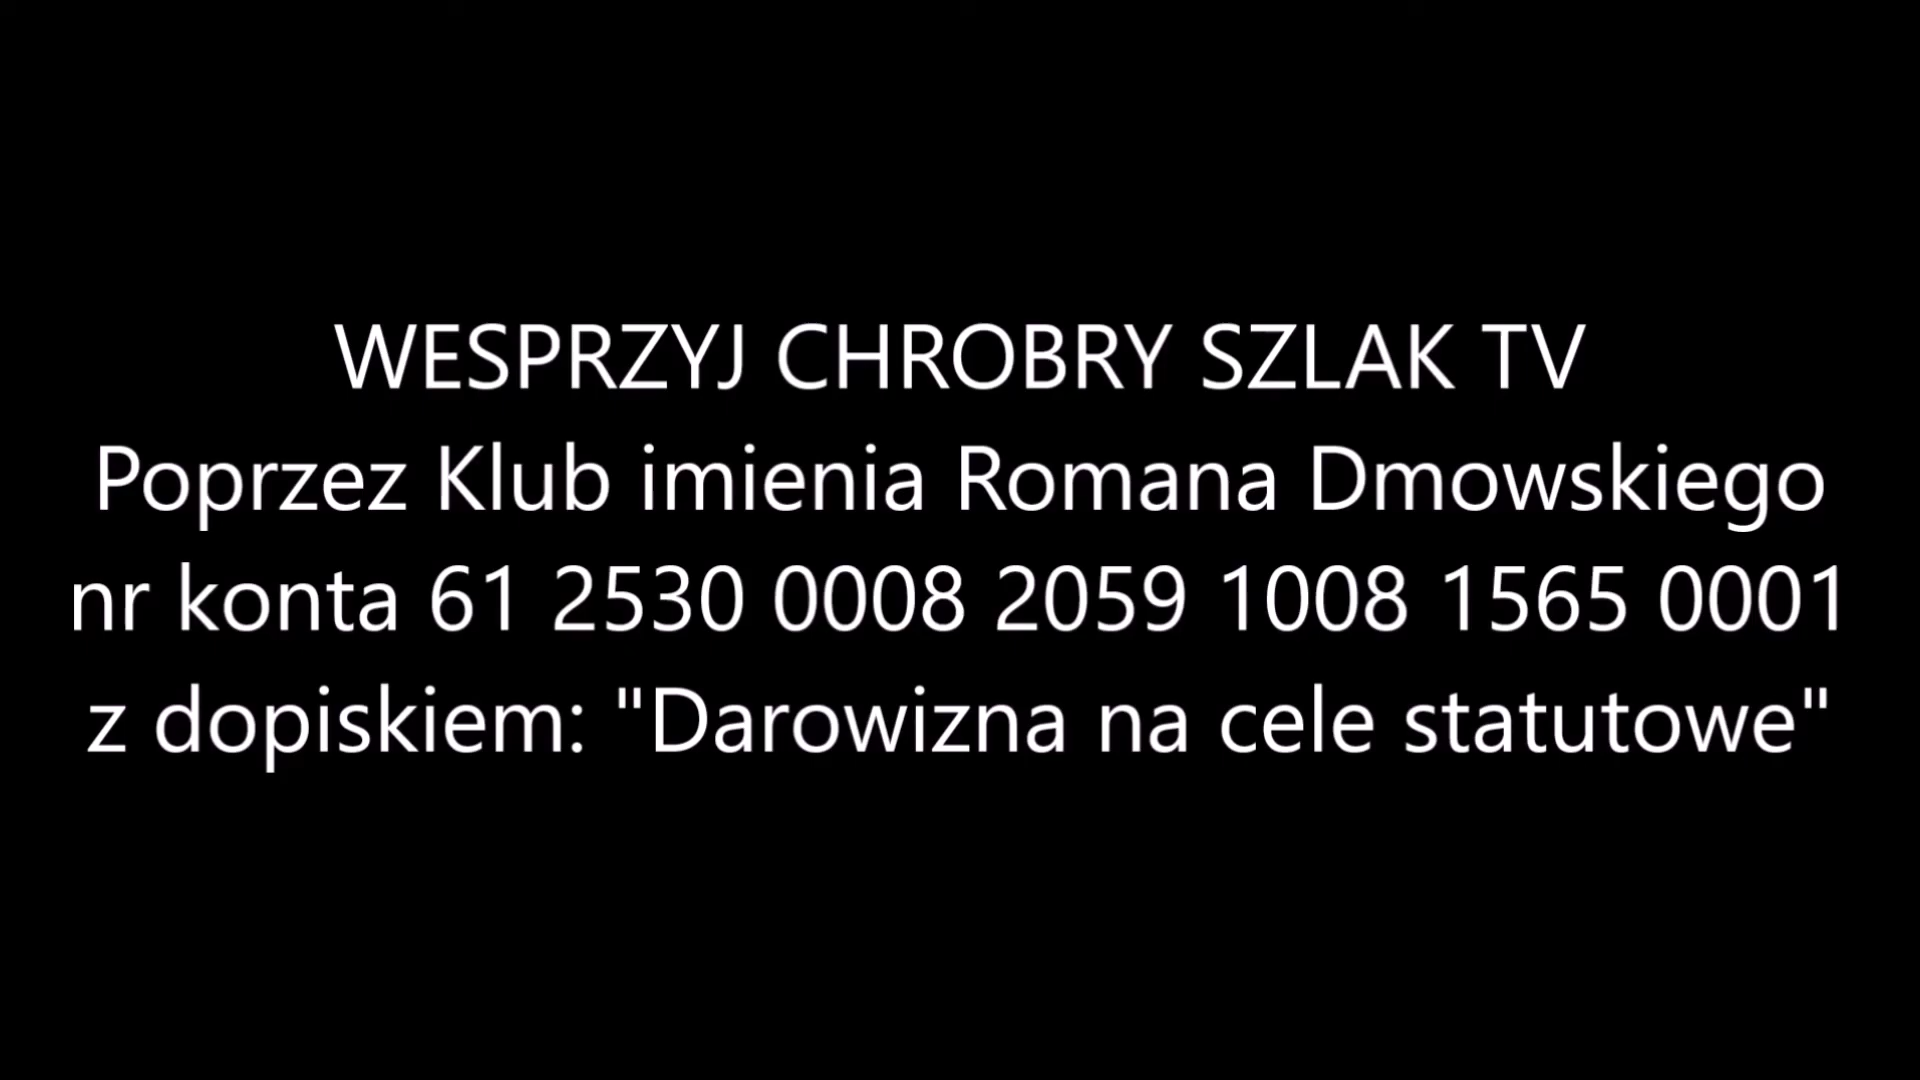 WESPRZYJ CHROBRY SZLAK TV
Poprzez Klub imienia Romana Dmowskiego
nr konta 61 2530 0008 2059 1008 1565 0001
z dopiskiem: "Darowizna na cele statutowe"